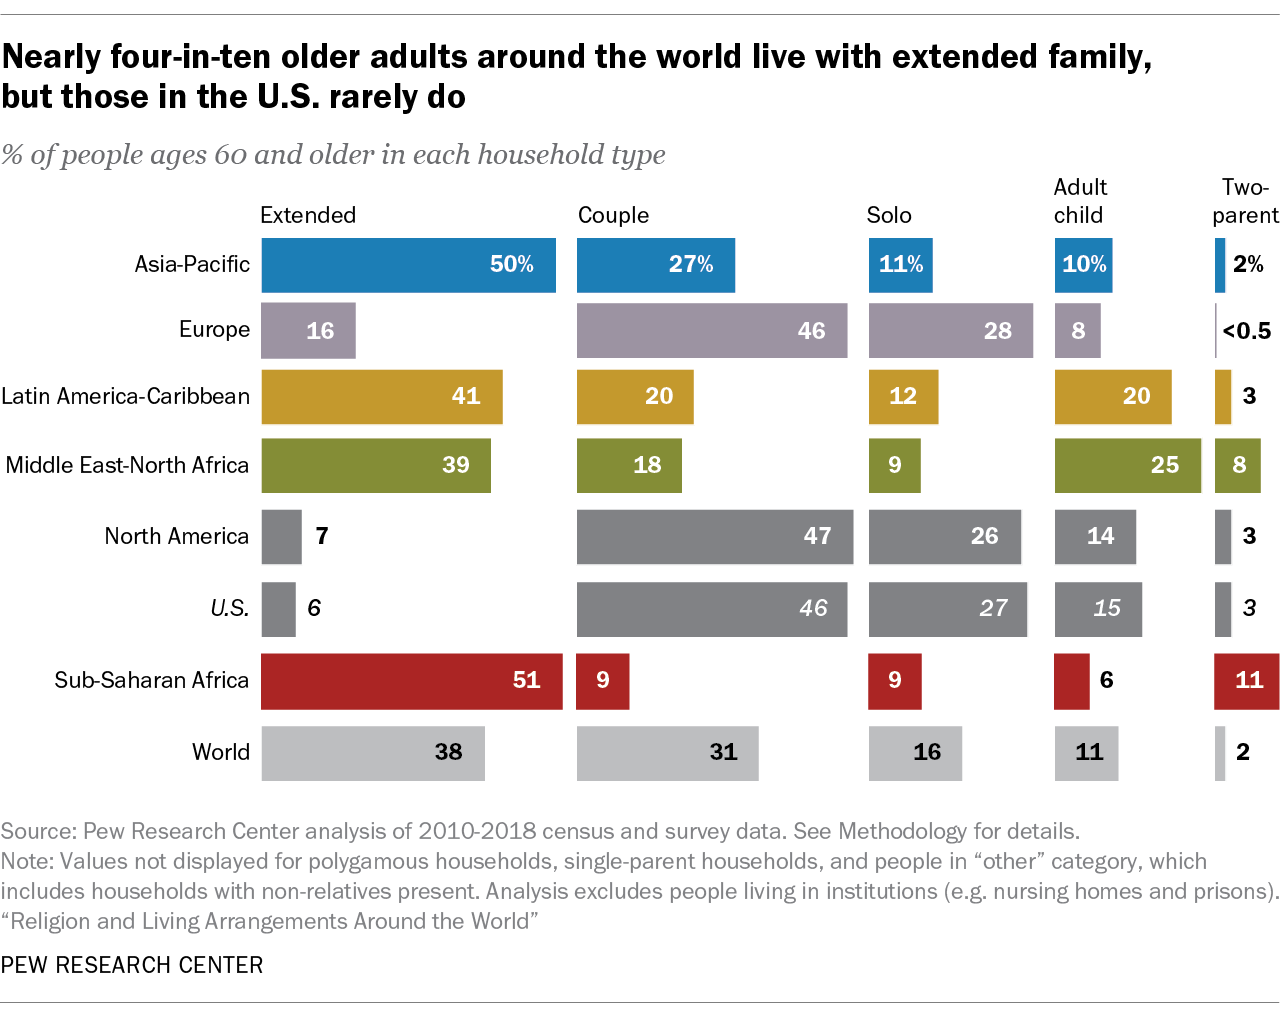 Nearly four-in-ten older adults around the world live with extended family,
but those in the U.S. rarely do
% of people ages 60 and older in each household type
Extended Couple Solo Adult child Two-parent
Asia-Pacific 50% 27% 11% 10% 2%
Europe 16 46 28 8 <0.5
Latin America-Caribbean 41 20 12 20 3
Middle East-North Africa 39 18 9 25 8
North America 7 47 26 14 3
U.S. 6 46 27 15 3
Sub-Saharan Africa 51 9 9 6 11
World 38 31 16 11 2
Source: Pew Research Center analysis of 2010-2018 census and survey data. See Methodology for details.
Note: Values not displayed for polygamous households, single-parent households, and people in “other” category, which
includes households with non-relatives present. Analysis excludes people living in institutions (e.g. nursing homes and prisons).
“Religion and Living Arrangements Around the World”
PEW RESEARCH CENTER